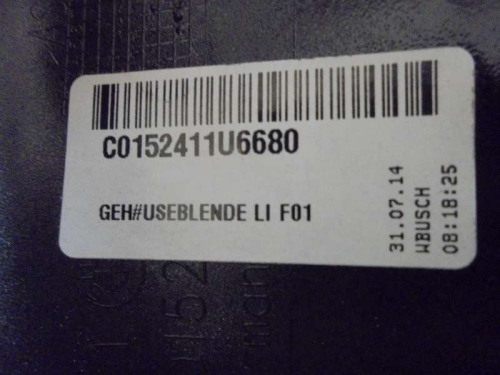 C0152411U6680
GEH#USEBLENDE LI F01
31.07.14
WBUSCH
08:18:25